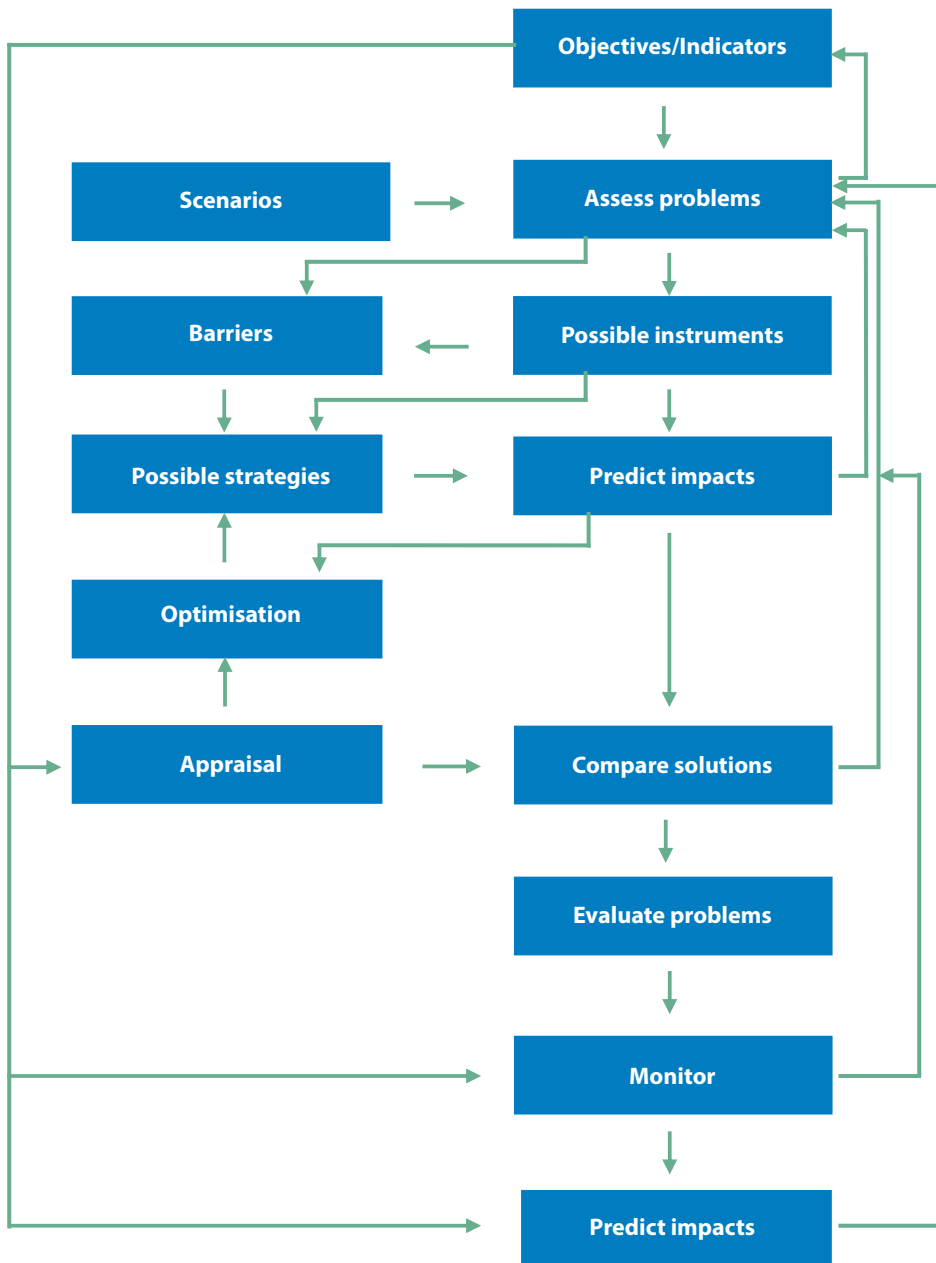 Objectives/Indicators
Scenarios
Assess problems
Barriers
Possible instruments
Possible strategies
Predict impacts
Optimisation
Appraisal
Compare solutions
Evaluate problems
Monitor
Predict impacts